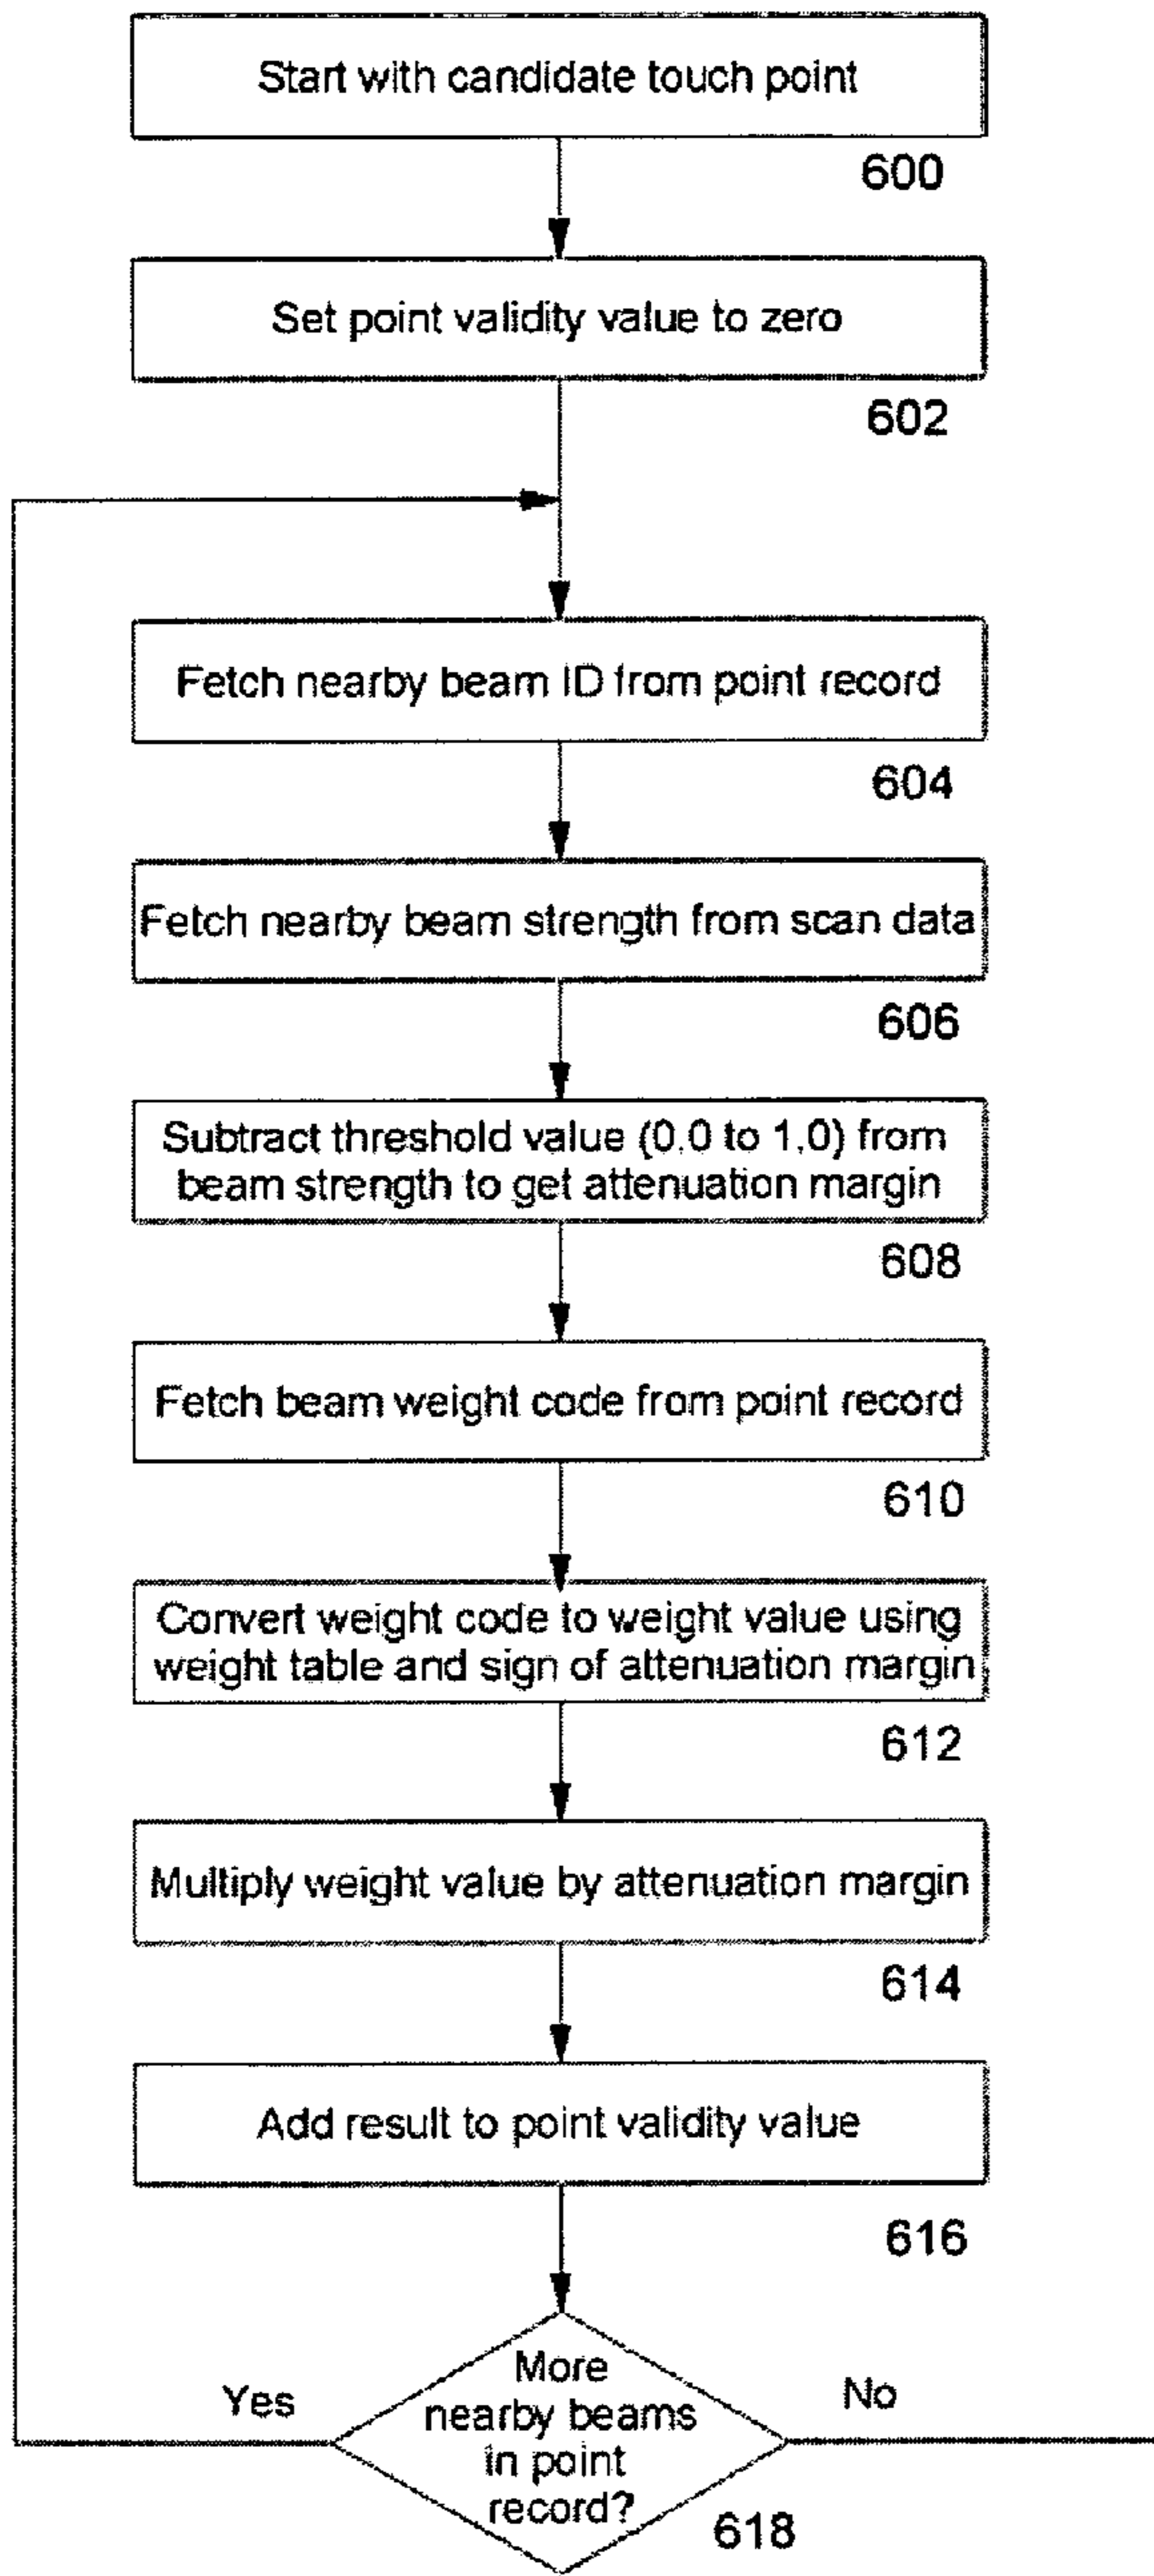 Start with candidate touch point
600
Set point validity value to zero
602
Fetch nearby beam ID from point record
604
Fetch nearby beam strength from scan data
606
Subtract threshold value (0.0 to 1.0) from
beam strength to get attenuation margin
608
Fetch beam weight code from point record
610
Convert weight code to weight value using
weight table and sign of attenuation margin
612
Multiply weight value by attenuation margin
614
Add result to point validity value
616
More
nearby beams
in point
record?
Yes
No
618